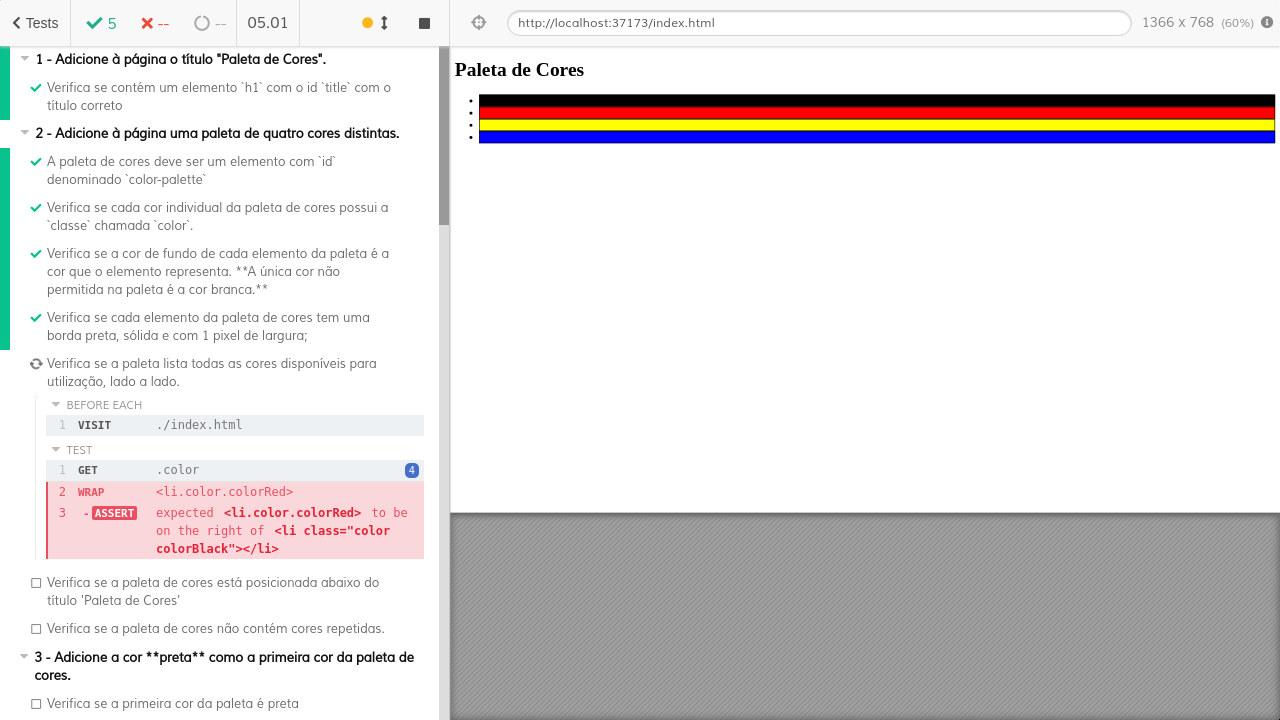 Tests
5
--
--
05.01
http://localhost:37173/index.html
1366 x 768 (60%)
1 - Adicione à página o título "Paleta de Cores".
Verifica se contém um elemento `h1` com o id `title` com o
título correto
2 - Adicione à página uma paleta de quatro cores distintas.
A paleta de cores deve ser um elemento com `id`
denominado `color-palette`
Verifica se cada cor individual da paleta de cores possui a
`classe` chamada `color`.
Verifica se a cor de fundo de cada elemento da paleta é a
cor que o elemento representa. **A única cor não
permitida na paleta é a cor branca.**
Verifica se cada elemento da paleta de cores tem uma
borda preta, sólida e com 1 pixel de largura;
Verifica se a paleta lista todas as cores disponíveis para
utilização, lado a lado.
BEFORE EACH
1 VISIT ./index.html
TEST
1 GET .color 4
2 WRAP <li.color.colorRed>
3 -ASSERT expected <li.color.colorRed> to be
on the right of <li class="color
colorBlack"></li>
Verifica se a paleta de cores está posicionada abaixo do
título 'Paleta de Cores'
Verifica se a paleta de cores não contém cores repetidas.
3 - Adicione a cor **preta** como a primeira cor da paleta de
cores.
Verifica se a primeira cor da paleta é preta
Paleta de Cores